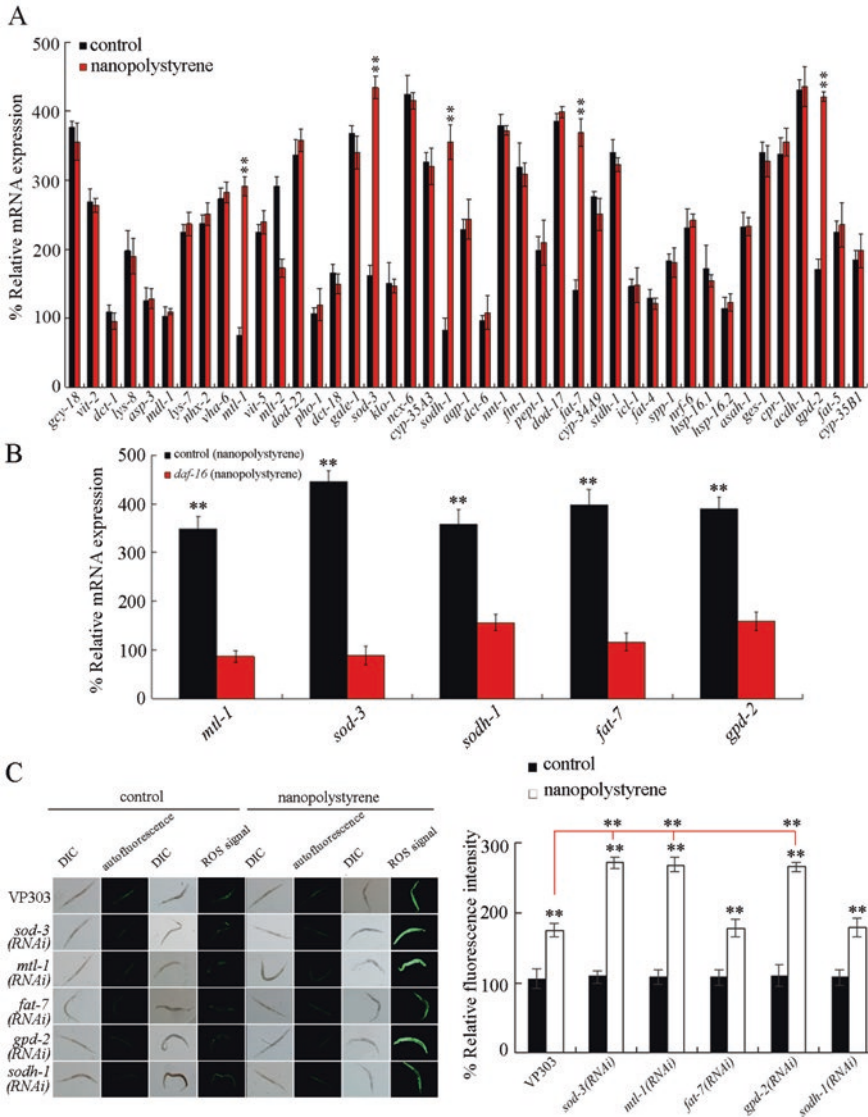 A
control
nanopolystyrene
% Relative mRNA expression
500
400
300
200
100
0
**
**
**
**
**
gcy-18
vit-2
dct-1
lys-8
asp-3
mdl-1
lys-7
nhx-2
vha-6
mtl-1
vit-5
mlt-2
dod-22
pho-1
dct-18
gale-1
sod-3
klo-1
ncx-6
cyp-35A3
sodh-1
aqp-1
dct-6
nnt-1
ftn-1
pept-1
dod-17
fat-7
cyp-34A9
stdh-1
icl-1
fat-4
spp-1
nrf-6
hsp-16.1
hsp-16.2
asah-1
ges-1
cpr-1
acdh-1
gpd-2
fat-5
cyp-35B1
B
control (nanopolystyrene)
daf-16 (nanopolystyrene)
% Relative mRNA expression
500
400
300
200
100
0
**
**
**
**
**
mtl-1
sod-3
sodh-1
fat-7
gpd-2
C
control
nanopolystyrene
DIC
autofluorescence
DIC
ROS signal
DIC
autofluorescence
DIC
ROS signal
VP303
sod-3
(RNAi)
mtl-1
(RNAi)
fat-7
(RNAi)
gpd-2
(RNAi)
sodh-1
(RNAi)
control
nanopolystyrene
% Relative fluorescence intensity
300
200
100
0
**
**
**
**
**
**
**
**
**
VP303
sod-3(RNAi)
mtl-1(RNAi)
fat-7(RNAi)
gpd-2(RNAi)
sodh-1(RNAi)